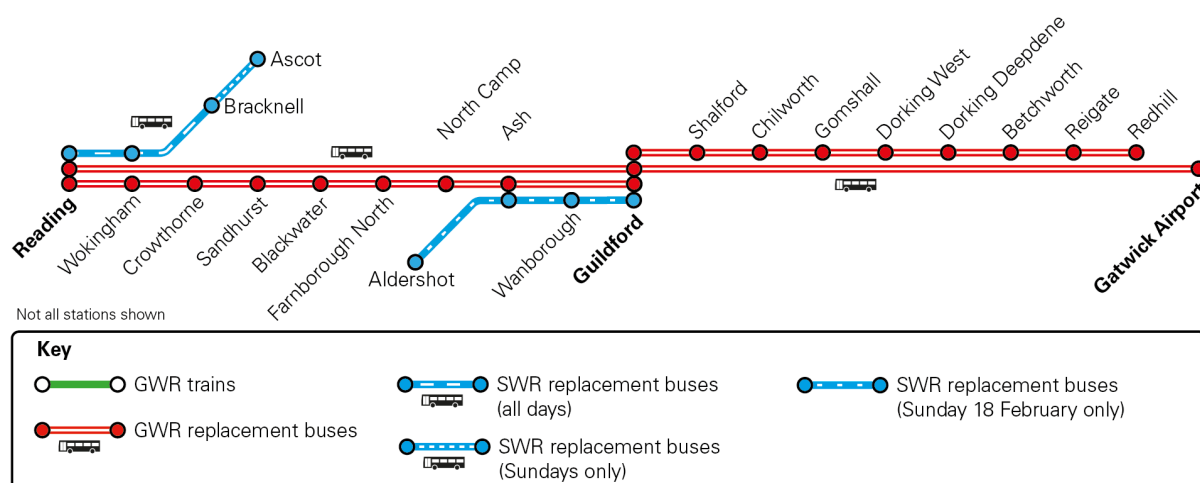 Ascot
Bracknell
North Camp
Ash
Shalford
Chilworth
Gomshall
Dorking West
Dorking Deepdene
Betchworth
Reigate
Redhill
Reading
Wokingham
Crowthorne
Sandhurst
Blackwater
Farnborough North
Aldershot
Wanborough
Guildford
Gatwick Airport
Not all stations shown
Key
GWR trains
GWR replacement buses
SWR replacement buses
(all days)
SWR replacement buses
(Sundays only)
SWR replacement buses
(Sunday 18 February only)